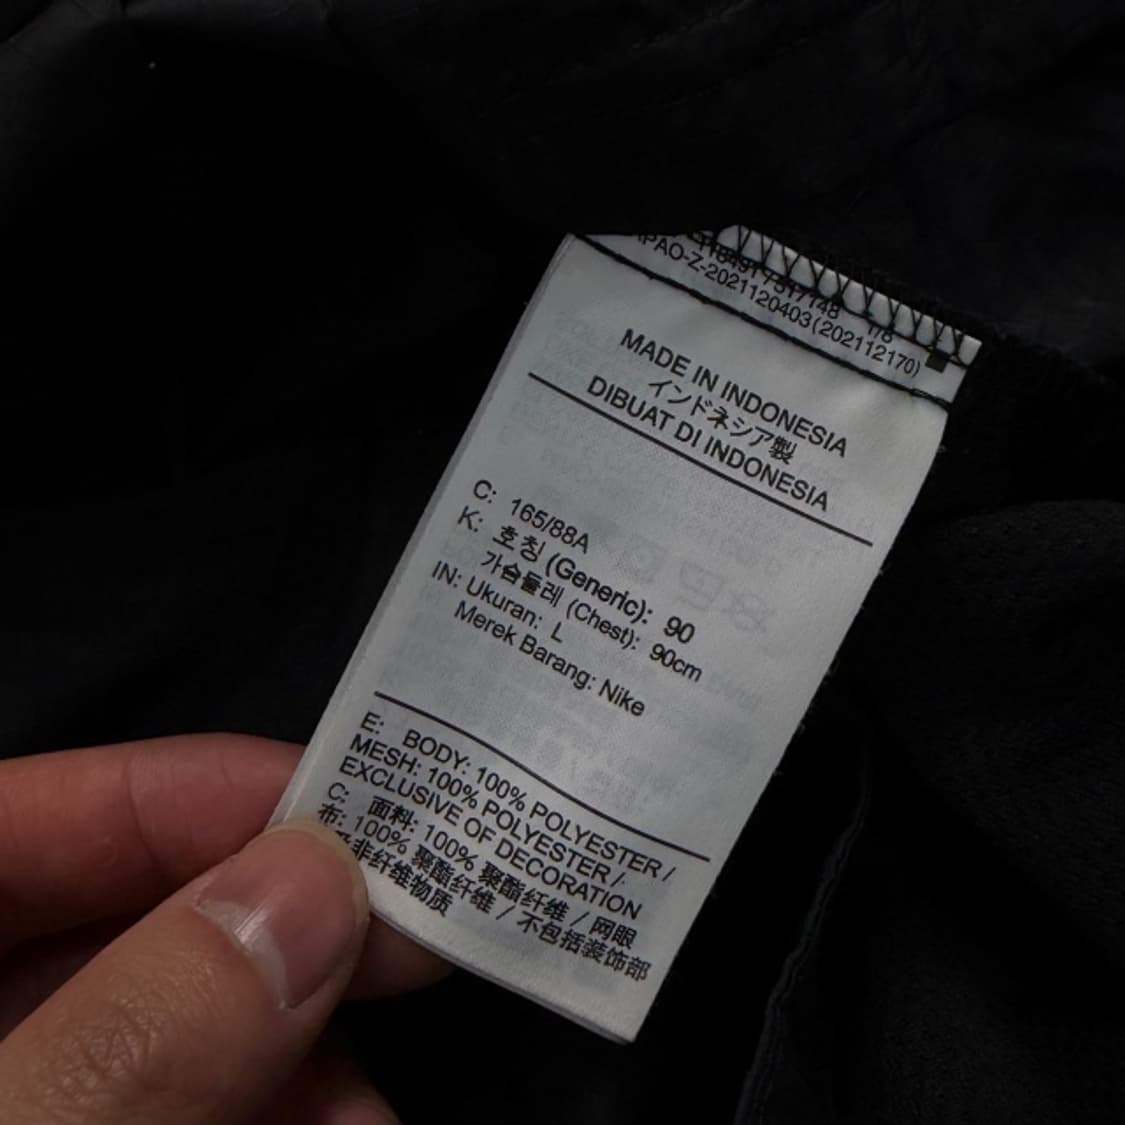 PAO-Z-2021120403(202112170)
1/8
MADE IN INDONESIA
インドネシア製
DIBUAT DI INDONESIA
C: 165/88A
K: 호칭 (Generic): 90
가슴둘레 (Chest): 90cm
IN: Ukuran: L
Merek Barang: Nike
E: BODY: 100% POLYESTER /
MESH: 100% POLYESTER /
EXCLUSIVE OF DECORATION
C: 面料: 100% 聚酯纤维 / 网眼
布: 100% 聚酯纤维 / 不包括装饰部
及非纤维物质